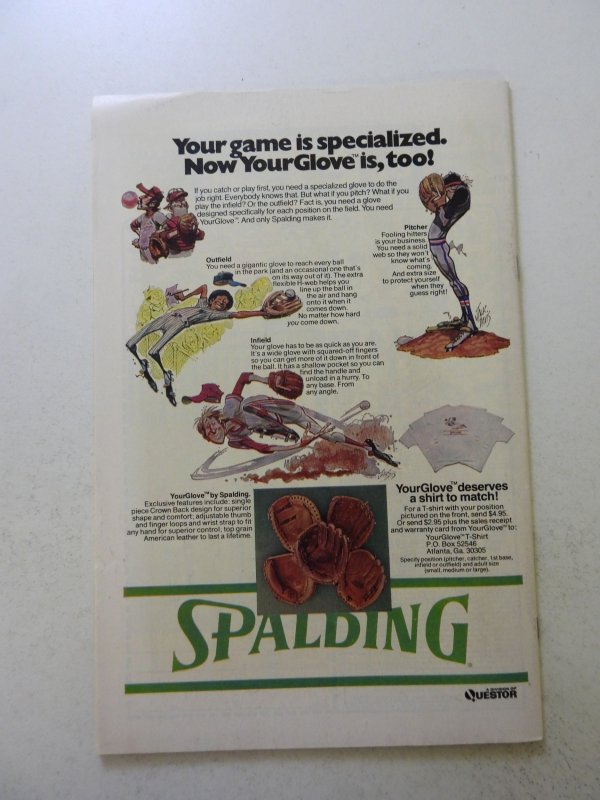 Your game is specialized.
Now YourGlove™ is, too!
If you catch or play first, you need a specialized glove to do the
job right. Everybody knows that. But what if you pitch? What if you
play the infield? Or the outfield? Fact is, you need a glove
designed specifically for each position on the field. You need
YourGlove™. And only Spalding makes it.
Pitcher
Fooling hitters
is your business.
You need a solid
web so they won't
know what's
coming.
And extra size
to protect yourself
when they
guess right!
Outfield
You need a gigantic glove to reach every ball
in the park (and an occasional one that's
on its way out of it). The extra
flexible H-web helps you
line up the ball in
the air and hang
onto it when it
comes down.
No matter how hard
you come down.
Infield
Your glove has to be as quick as you are.
It's a wide glove with squared-off fingers
so you can get more of it down in front of
the ball. It has a shallow pocket so you can
find the handle and
unload in a hurry. To
any base. From
any angle.
YourGlove™ by Spalding.
Exclusive features include: single
piece Crown Back design for superior
shape and comfort; adjustable thumb
and finger loops and wrist strap to fit
any hand for superior control; top grain
American leather to last a lifetime.
YourGlove™ deserves
a shirt to match!
For a T-shirt with your position
pictured on the front, send $4.95.
Or send $2.95 plus the sales receipt
and warranty card from YourGlove™ to:
YourGlove™ T-Shirt
P.O. Box 52546
Atlanta, Ga. 30305
Specify position (pitcher, catcher, 1st base,
infield or outfield) and adult size
(small, medium or large).
SPALDING®
A DIVISION OF
QUESTOR